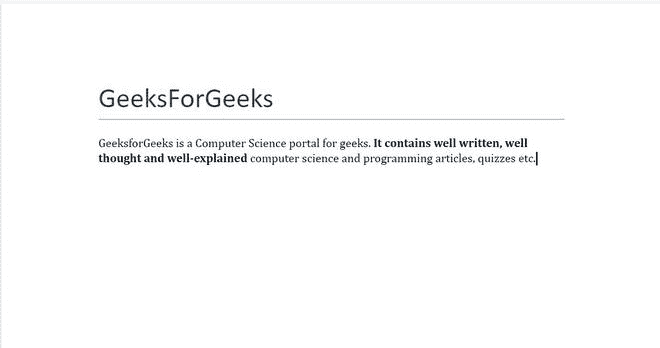 GeeksForGeeks
GeeksforGeeks is a Computer Science portal for geeks. It contains well written, well
thought and well-explained computer science and programming articles, quizzes etc.